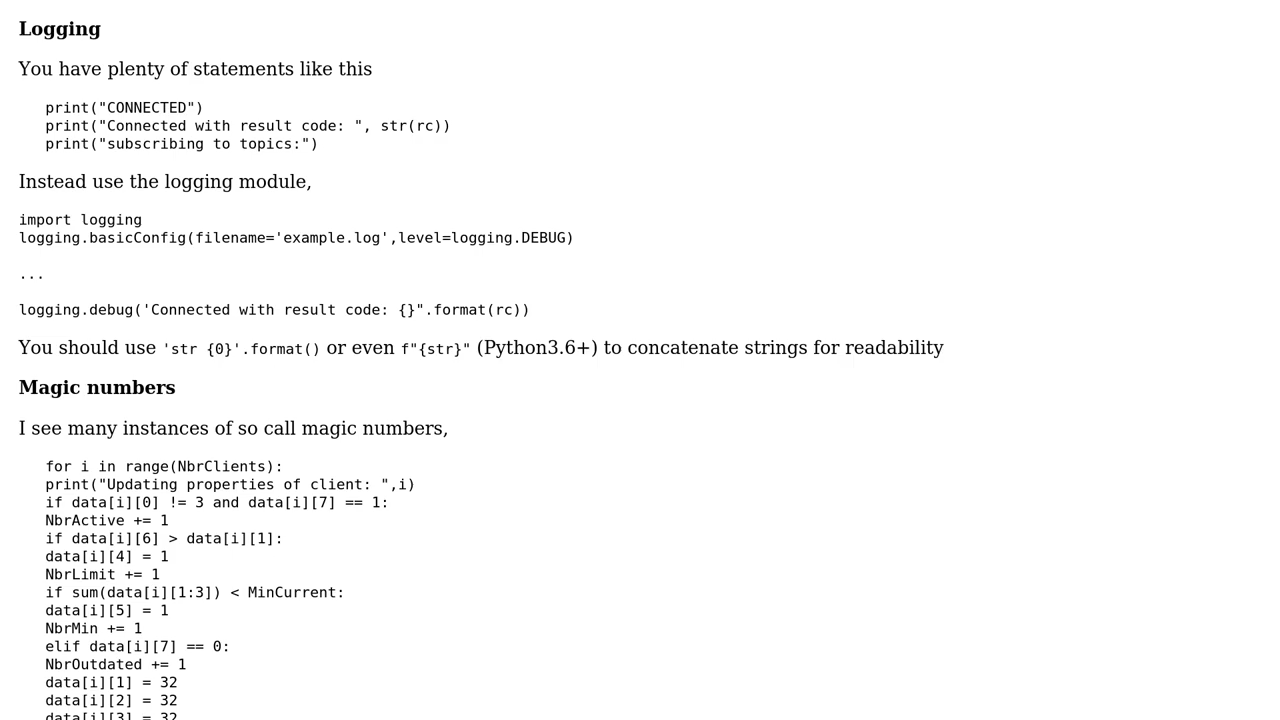 Logging
You have plenty of statements like this
print("CONNECTED")
print("Connected with result code: ", str(rc))
print("subscribing to topics:")
Instead use the logging module,
import logging
logging.basicConfig(filename='example.log',level=logging.DEBUG)
...
logging.debug('Connected with result code: {}".format(rc))
You should use 'str {0}'.format() or even f"{str}" (Python3.6+) to concatenate strings for readability
Magic numbers
I see many instances of so call magic numbers,
for i in range(NbrClients):
print("Updating properties of client: ",i)
if data[i][0] != 3 and data[i][7] == 1:
NbrActive += 1
if data[i][6] > data[i][1]:
data[i][4] = 1
NbrLimit += 1
if sum(data[i][1:3]) < MinCurrent:
data[i][5] = 1
NbrMin += 1
elif data[i][7] == 0:
NbrOutdated += 1
data[i][1] = 32
data[i][2] = 32
data[i][3] = 32